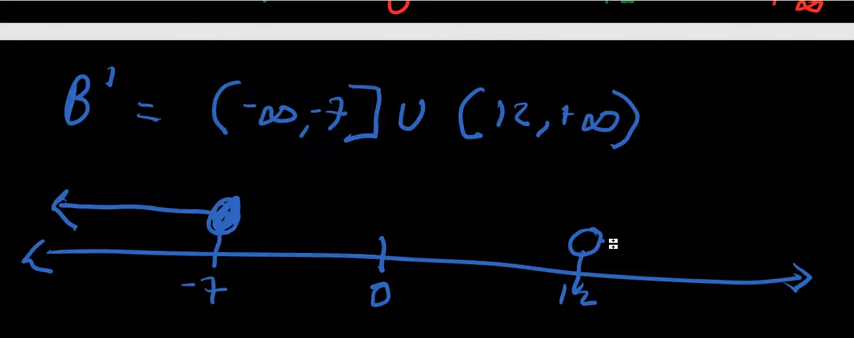 B' = (-∞, -7] ∪ (12, +∞)
-7 0 12